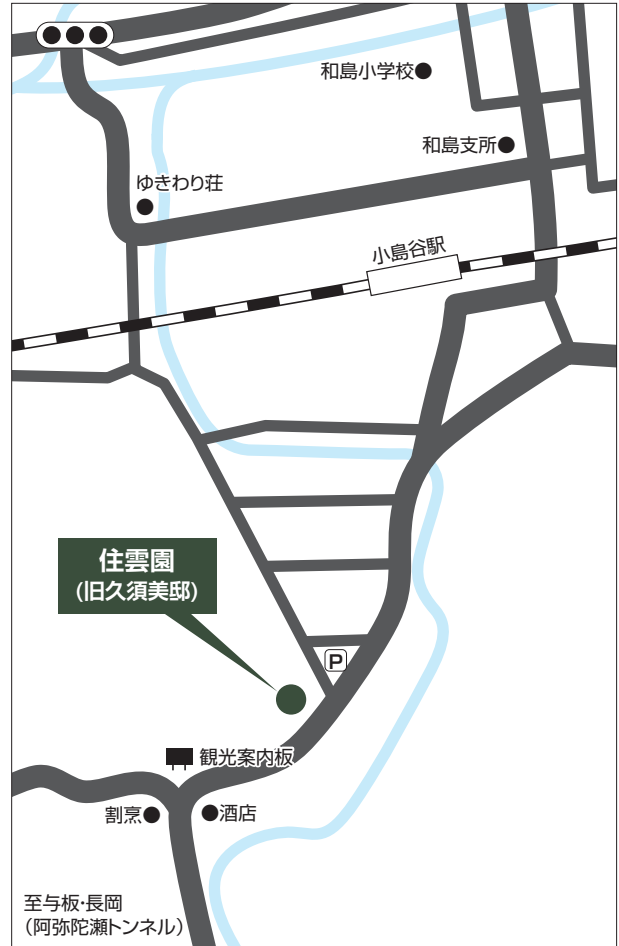 和島小学校
和島支所
ゆきわり荘
小島谷駅
住雲園
(旧久須美邸)
P
観光案内板
割烹
酒店
至与板・長岡
(阿弥陀瀬トンネル)